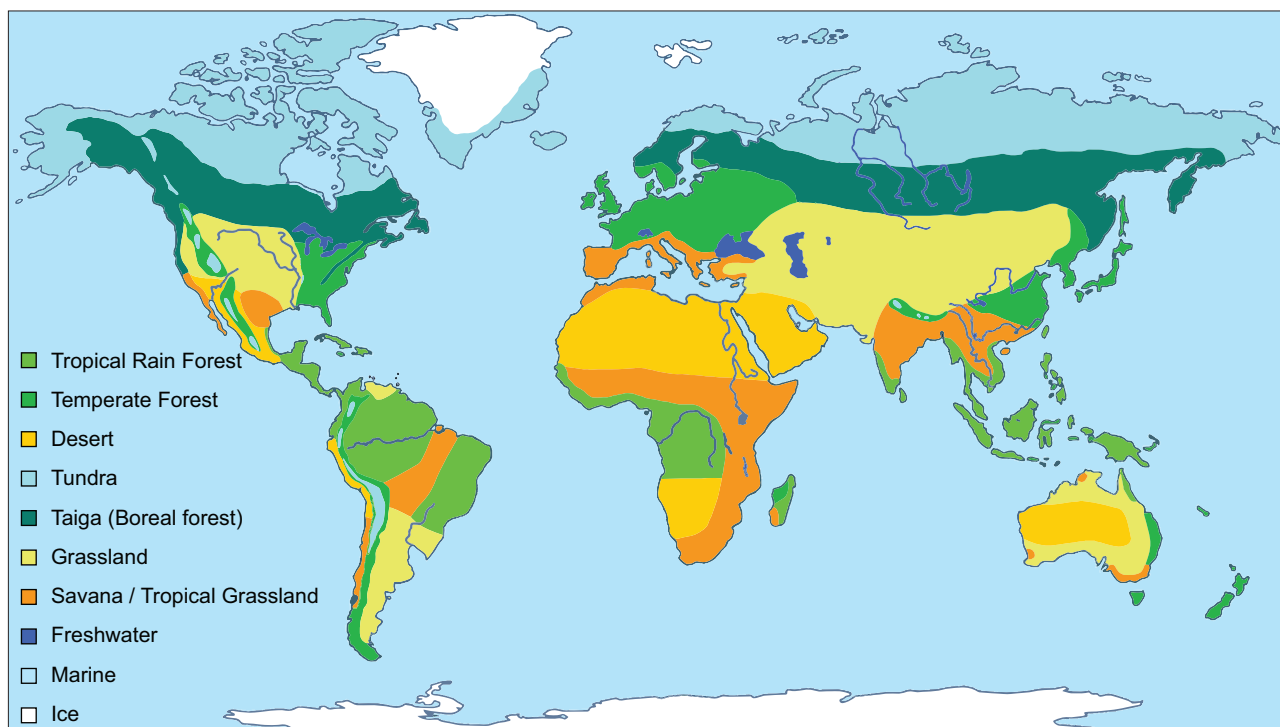 Tropical Rain Forest
Temperate Forest
Desert
Tundra
Taiga (Boreal forest)
Grassland
Savana / Tropical Grassland
Freshwater
Marine
Ice